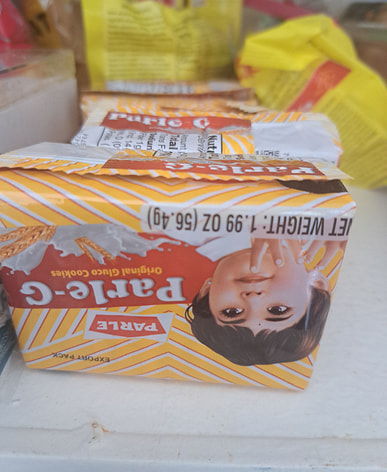 Parle-G
Parle-G
NET WEIGHT: 1.99 OZ (56.4g)
Original Gluco Cookies
Parle-G
PARLE
EXPORT PACK